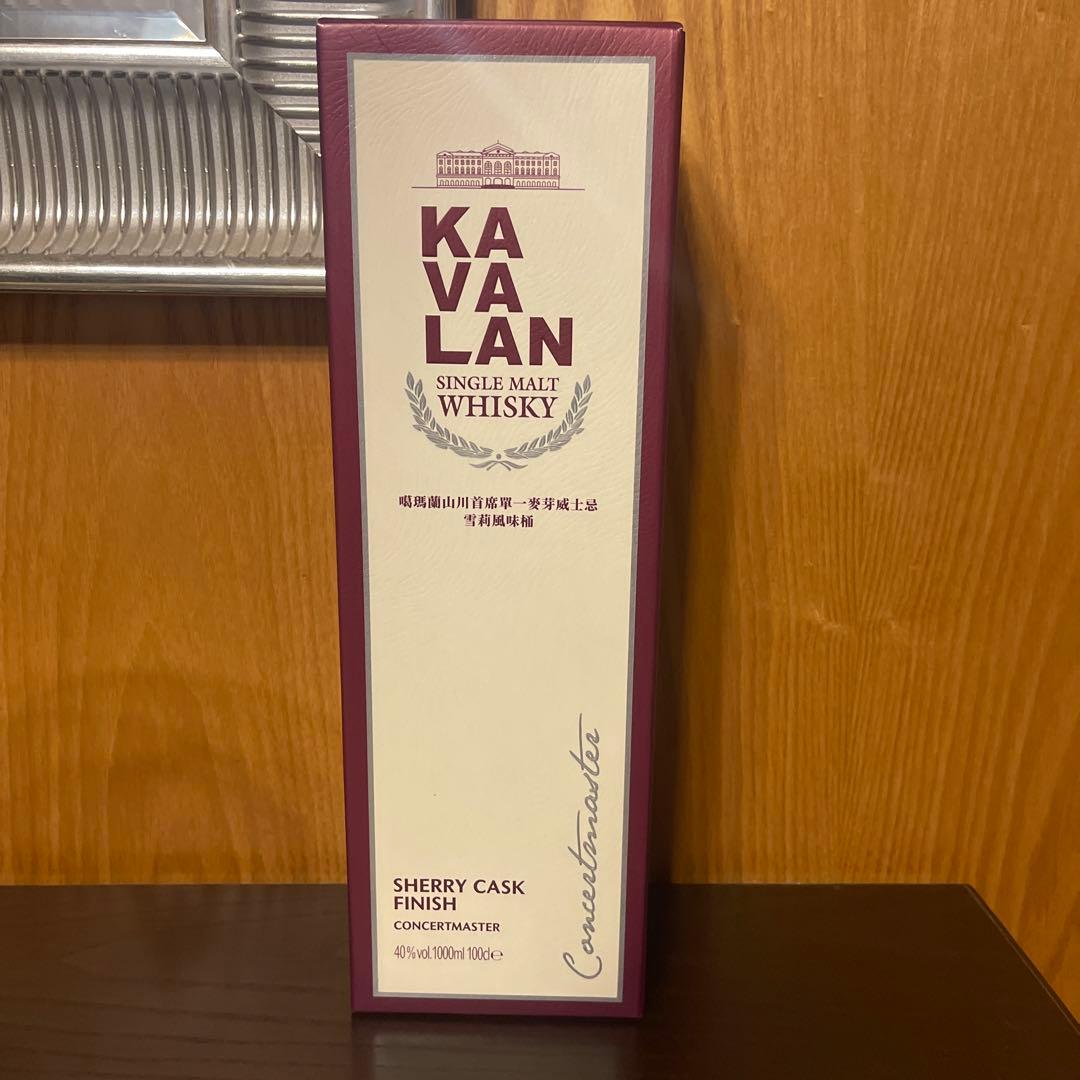 KA
VA
LAN
SINGLE MALT
WHISKY
噶瑪蘭山川首席單一麥芽威士忌
雪莉風味桶
Concertmaster
SHERRY CASK
FINISH
CONCERTMASTER
40%vol.1000ml 100cl℮